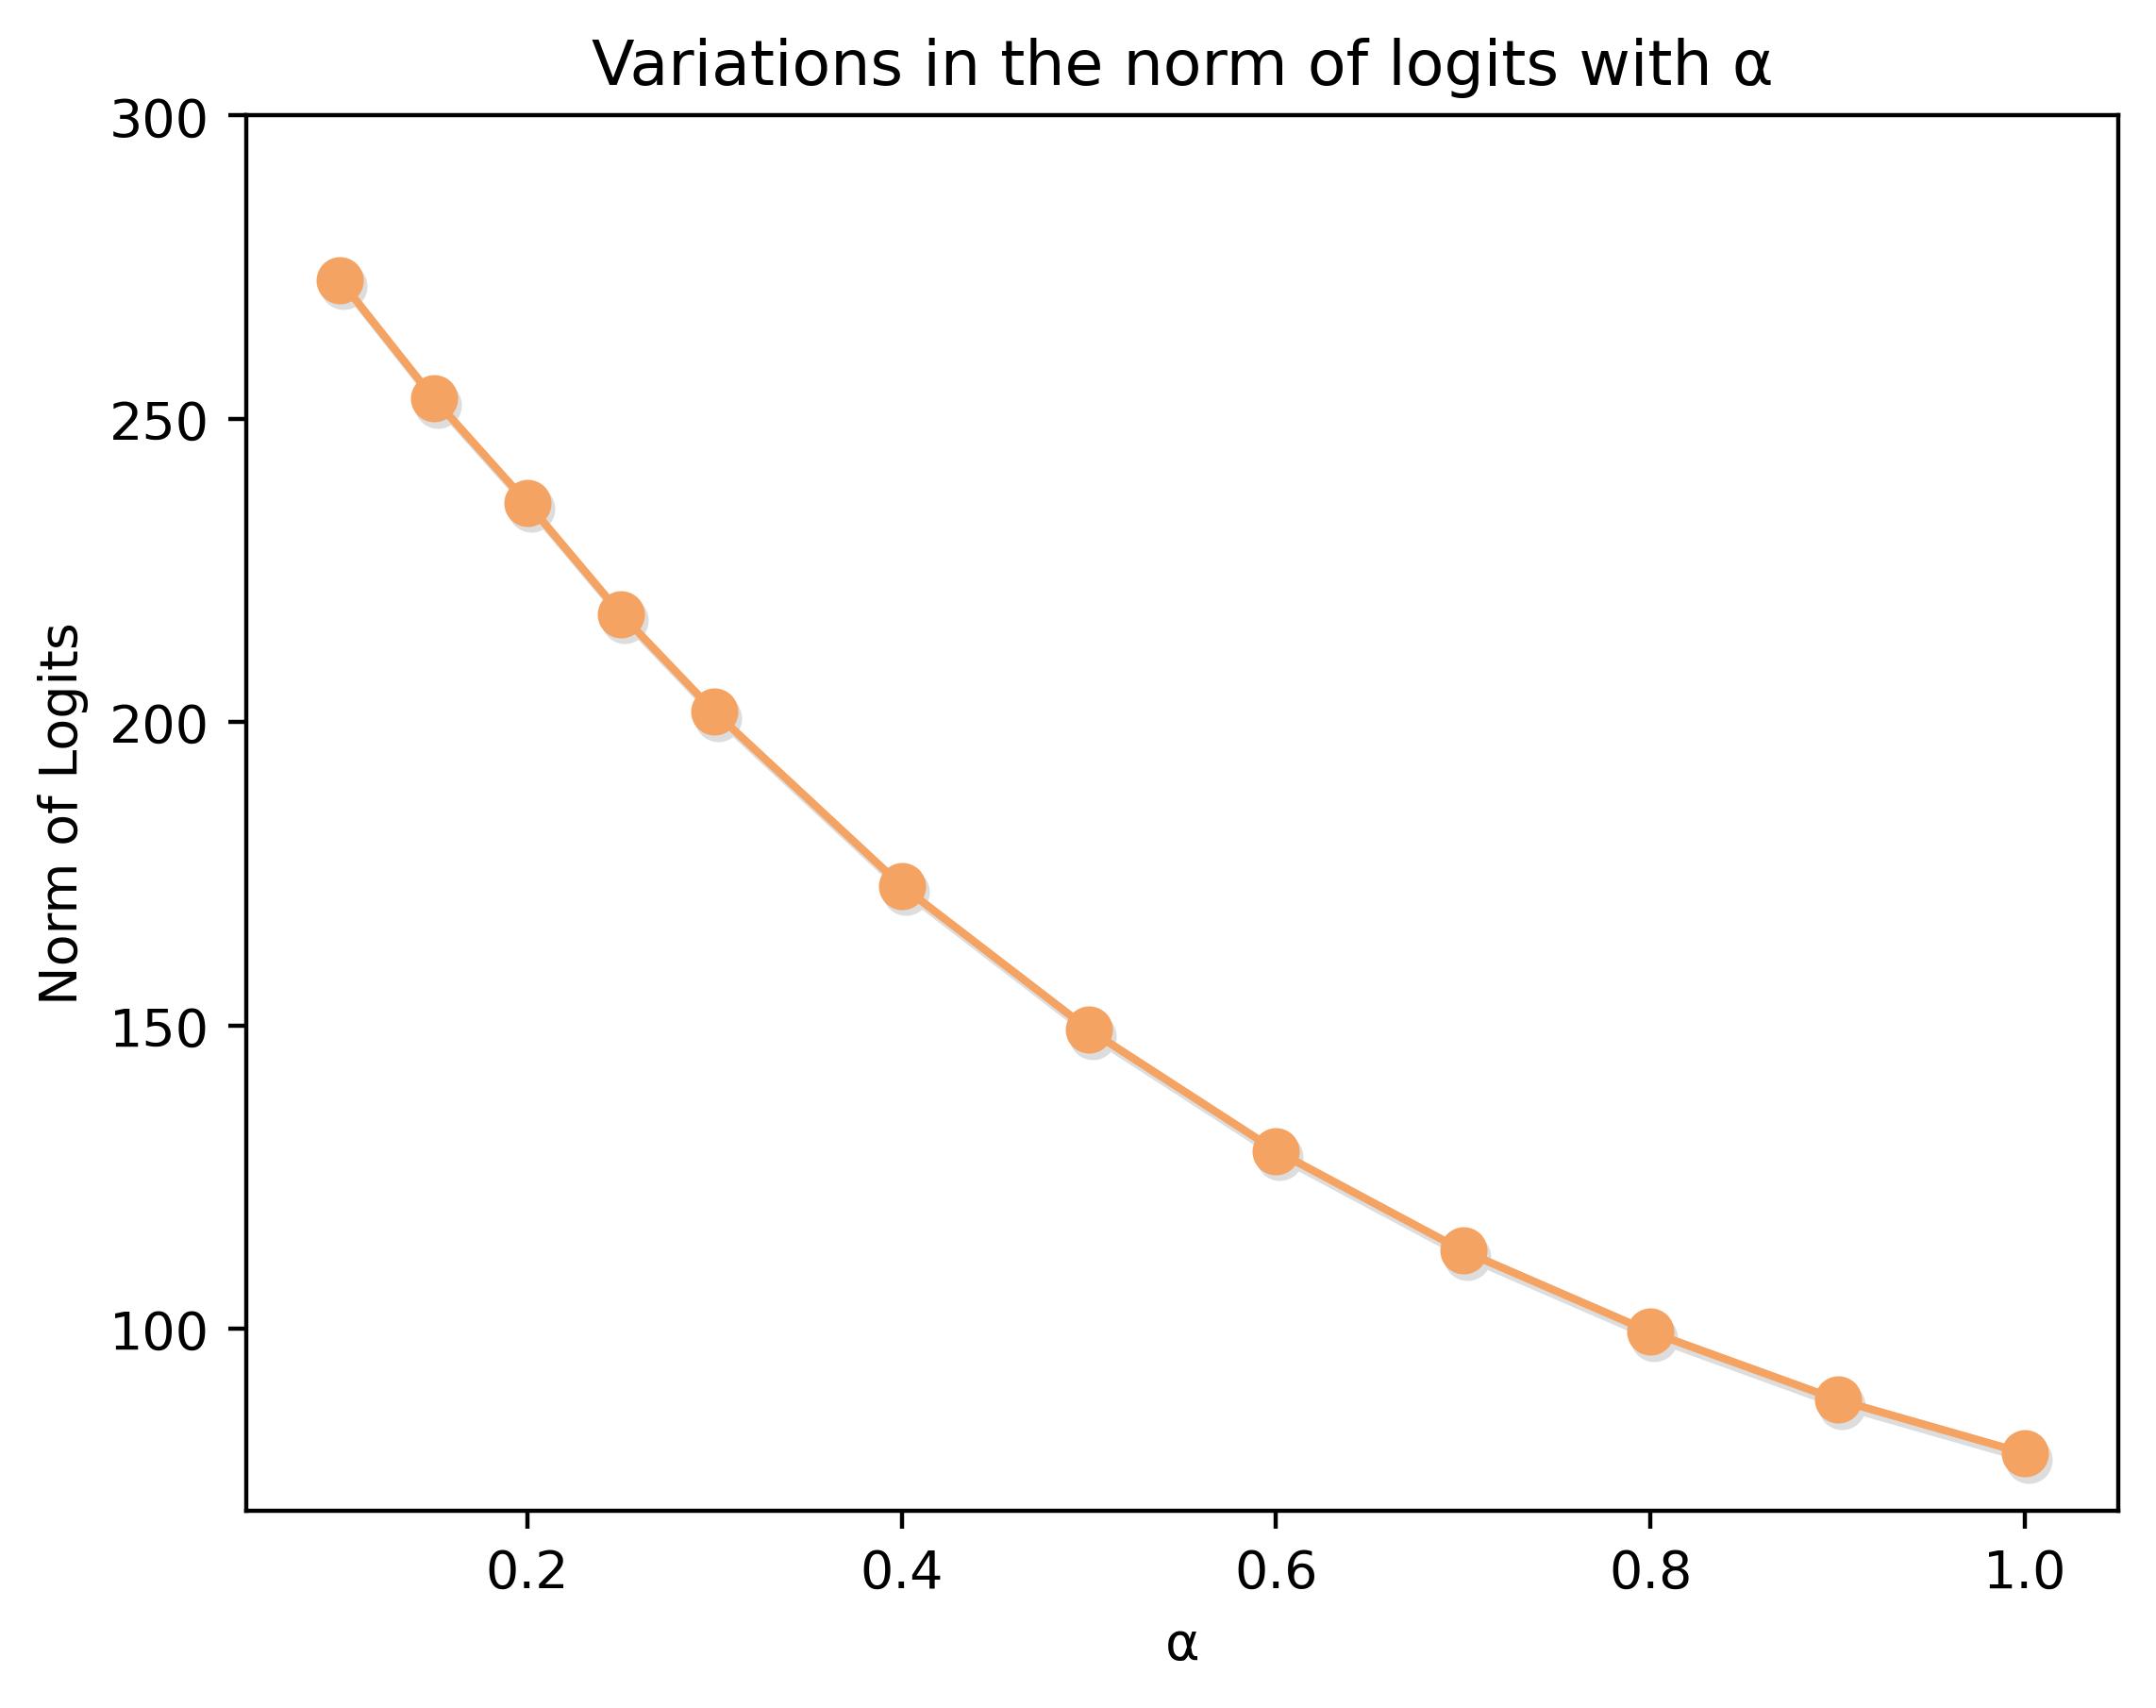 Variations in the norm of logits with α
300
250
200
150
100
Norm of Logits
0.2 0.4 0.6 0.8 1.0
α